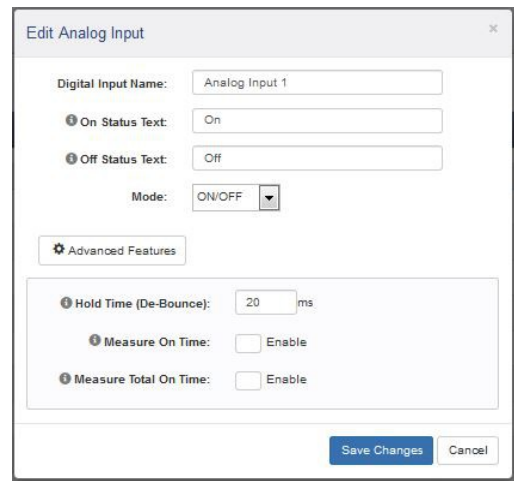 Edit Analog Input ×
Digital Input Name: Analog Input 1
On Status Text: On
Off Status Text: Off
Mode: ON/OFF
Advanced Features
Hold Time (De-Bounce): 20 ms
Measure On Time: Enable
Measure Total On Time: Enable
Save Changes Cancel